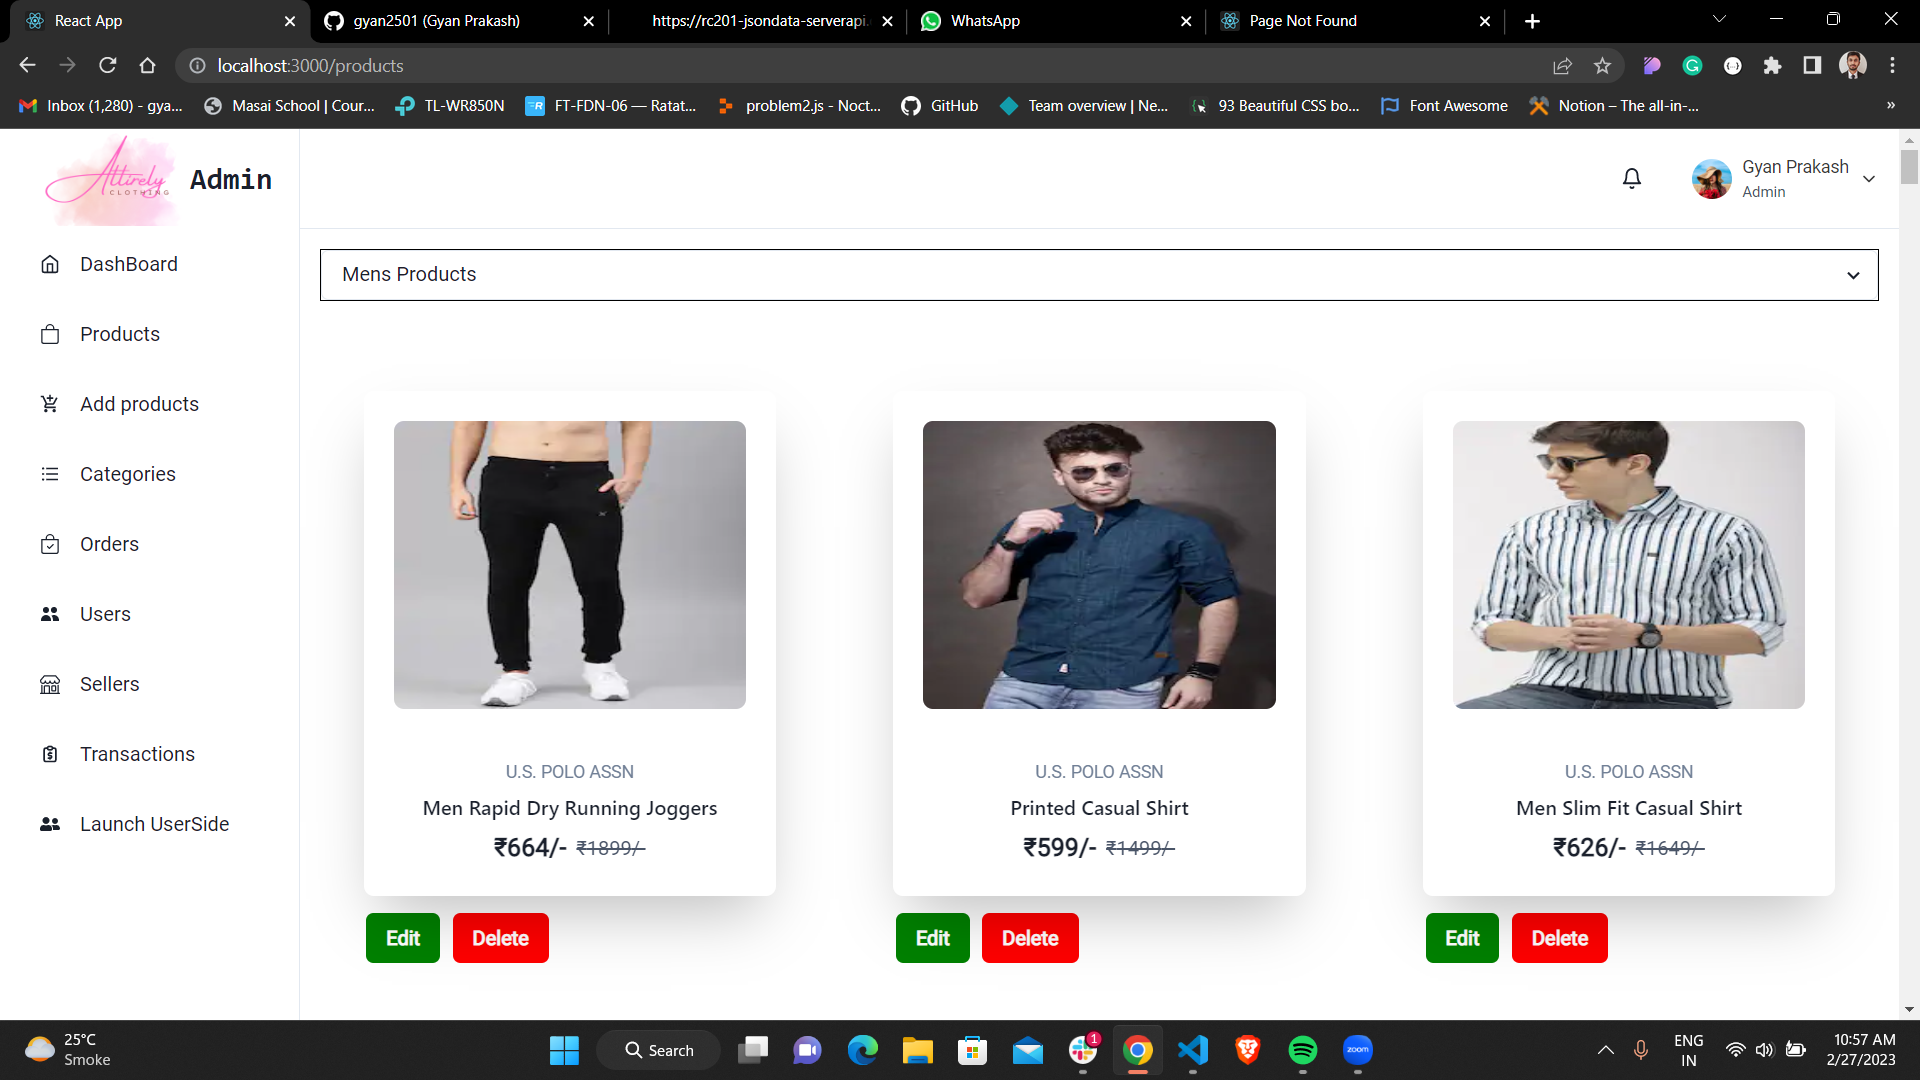 React App
gyan2501 (Gyan Prakash)
https://rc201-jsondata-serverapi.
WhatsApp
Page Not Found
localhost:3000/products
Inbox (1,280) - gya...
Masai School | Cour...
TL-WR850N
FT-FDN-06 — Ratat...
problem2.js - Noct...
GitHub
Team overview | Ne...
93 Beautiful CSS bo...
Font Awesome
Notion – The all-in-...
»
Attirely
CLOTHING
Admin
Gyan Prakash
Admin
DashBoard
Products
Add products
Categories
Orders
Users
Sellers
Transactions
Launch UserSide
Mens Products
U.S. POLO ASSN
Men Rapid Dry Running Joggers
₹664/- ₹1899/-
Edit Delete
U.S. POLO ASSN
Printed Casual Shirt
₹599/- ₹1499/-
Edit Delete
U.S. POLO ASSN
Men Slim Fit Casual Shirt
₹626/- ₹1649/-
Edit Delete
25°C
Smoke
Search
1
zoom
ENG
IN
10:57 AM
2/27/2023